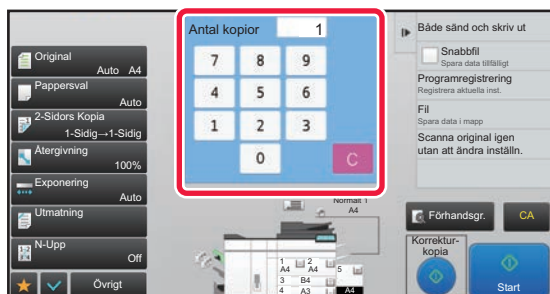 Original
Auto A4
Pappersval
Auto
2-Sidors Kopia
1-Sidig→1-Sidig
Återgivning
100%
Exponering
Auto
Utmatning
N-Upp
Off
Övrigt
Antal kopior 1
7 8 9
4 5 6
1 2 3
0 C
Normalt 1
A4
1 A4
2 A4
3 B4
4 A3
5
A4
Både sänd och skriv ut
Snabbfil
Spara data tillfälligt
Programregistrering
Registrera aktuella inst.
Fil
Spara data i mapp
Scanna original igen
utan att ändra inställn.
Förhandsgr.
CA
Korrektur-
kopia
Start